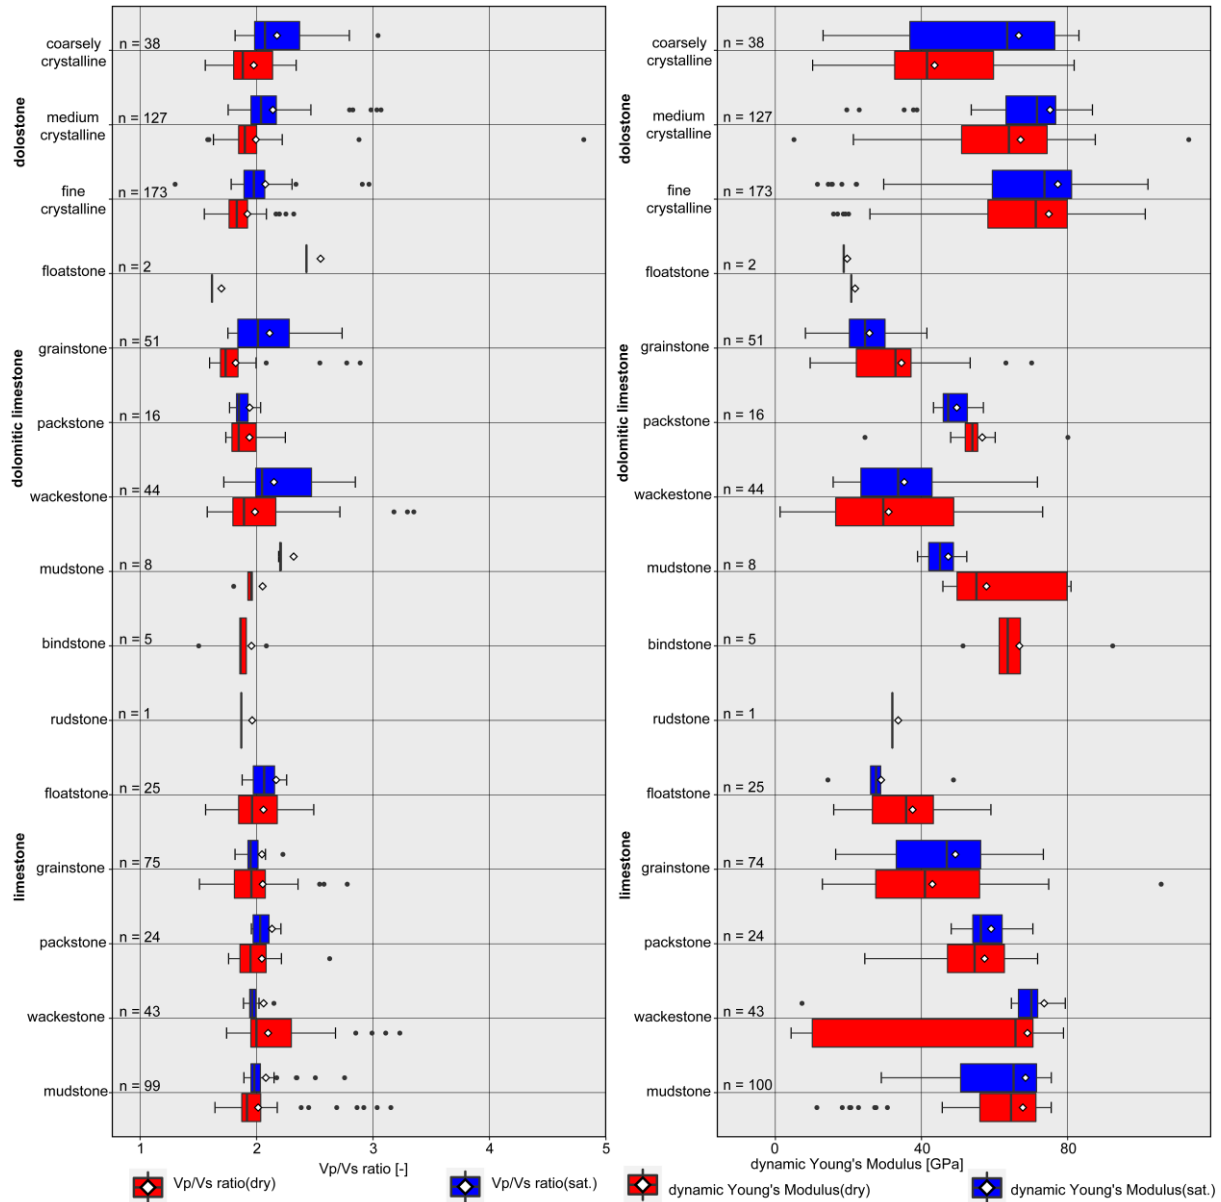 dolostone
coarsely
crystalline
n = 38
medium
crystalline
n = 127
fine
crystalline
n = 173
dolomitic limestone
floatstone
n = 2
grainstone
n = 51
packstone
n = 16
wackestone
n = 44
mudstone
n = 8
limestone
bindstone
n = 5
rudstone
n = 1
floatstone
n = 25
grainstone
n = 75
packstone
n = 24
wackestone
n = 43
mudstone
n = 99
1 2 3 4 5
Vp/Vs ratio [-]
dolostone
coarsely
crystalline
n = 38
medium
crystalline
n = 127
fine
crystalline
n = 173
dolomitic limestone
floatstone
n = 2
grainstone
n = 51
packstone
n = 16
wackestone
n = 44
mudstone
n = 8
limestone
bindstone
n = 5
rudstone
n = 1
floatstone
n = 25
grainstone
n = 74
packstone
n = 24
wackestone
n = 43
mudstone
n = 100
0 40 80
dynamic Young's Modulus [GPa]
Vp/Vs ratio(dry)
Vp/Vs ratio(sat.)
dynamic Young's Modulus(dry)
dynamic Young's Modulus(sat.)